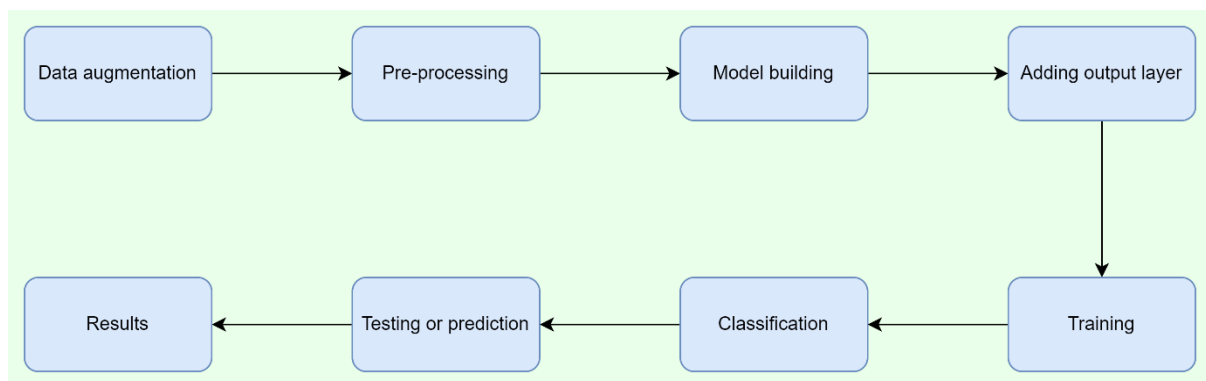 Data augmentation
Pre-processing
Model building
Adding output layer
Results
Testing or prediction
Classification
Training